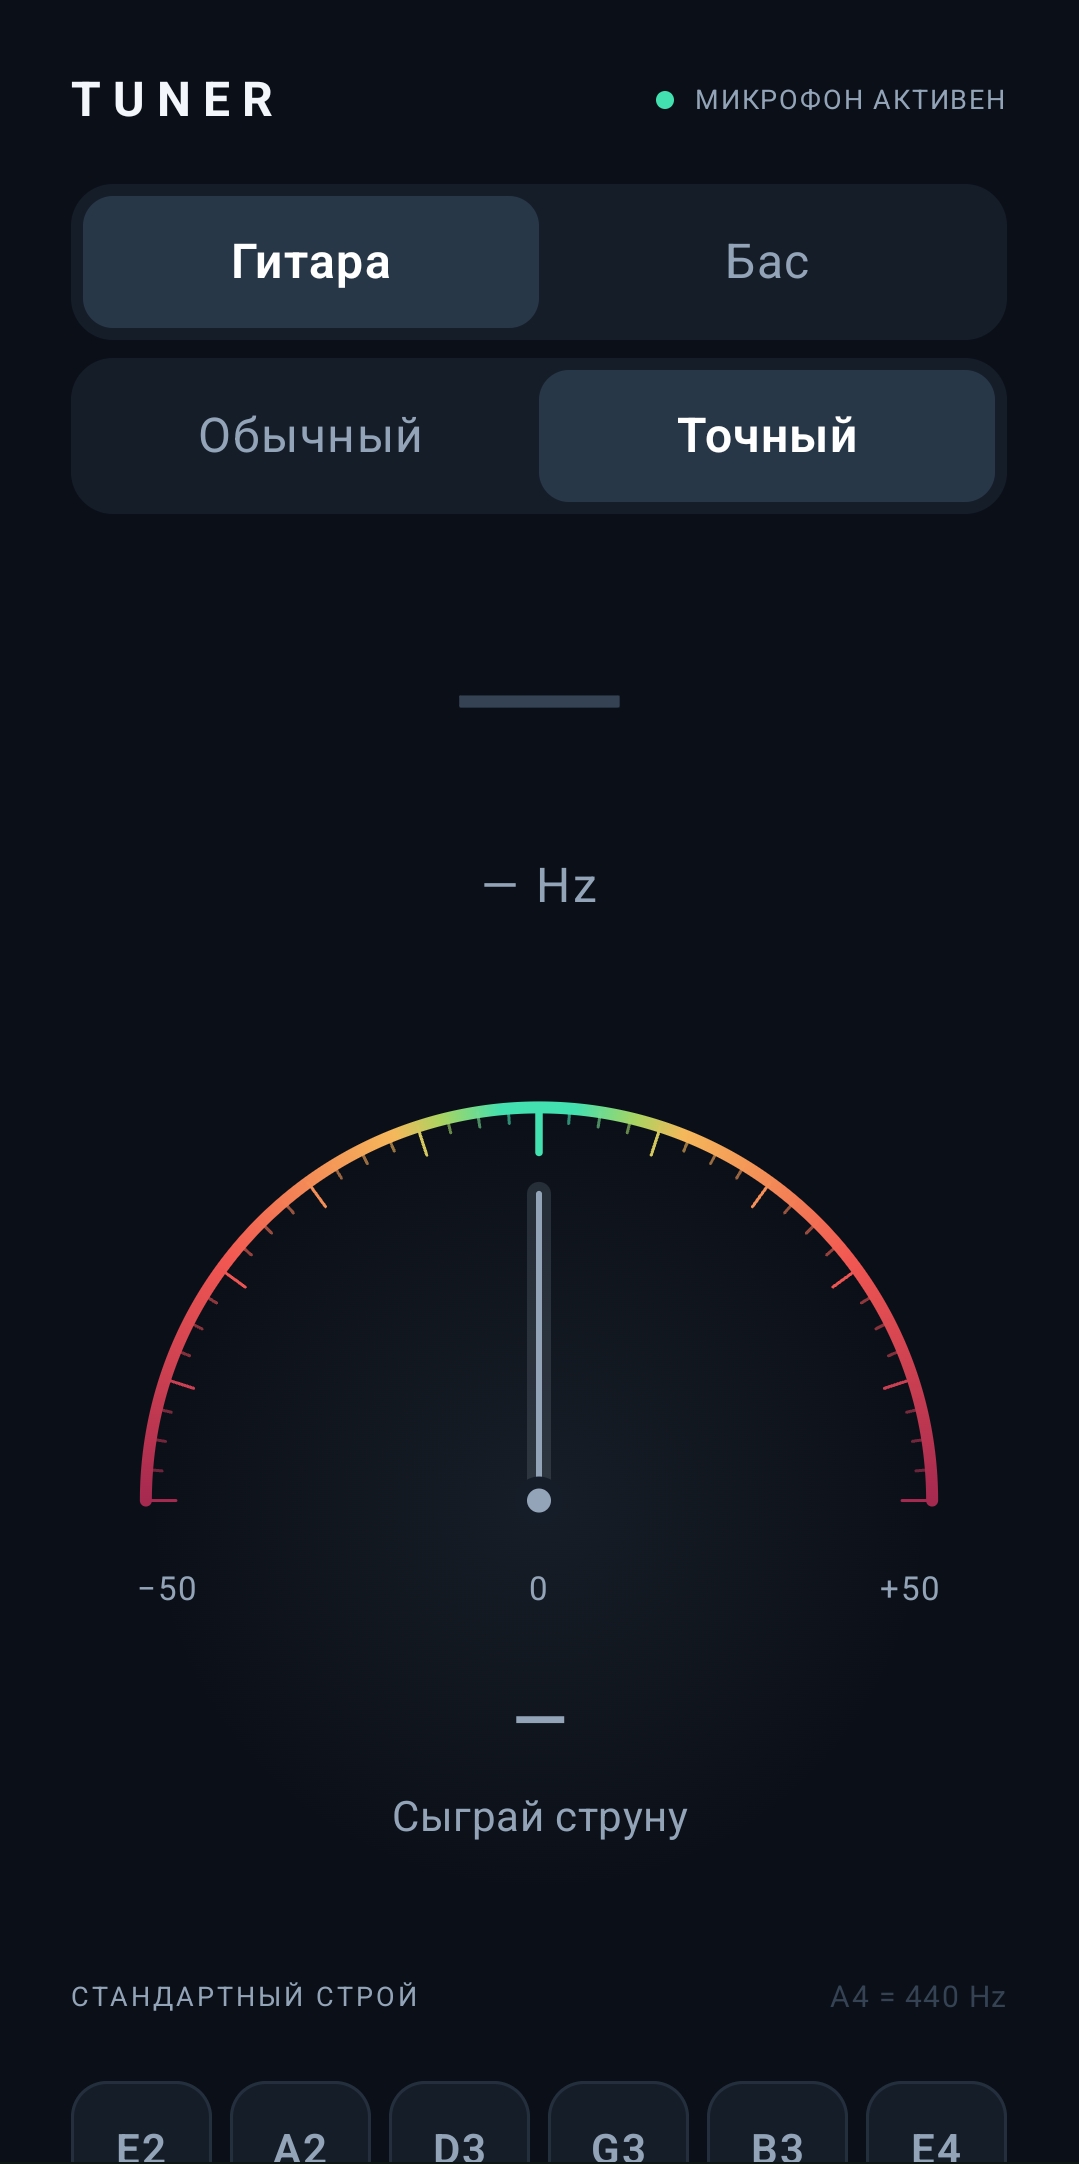 TUNER
МИКРОФОН АКТИВЕН
Гитара
Бас
Обычный
Точный
—
— Hz
−50
0
+50
—
Сыграй струну
СТАНДАРТНЫЙ СТРОЙ
A4 = 440 Hz
E2 A2 D3 G3 B3 E4